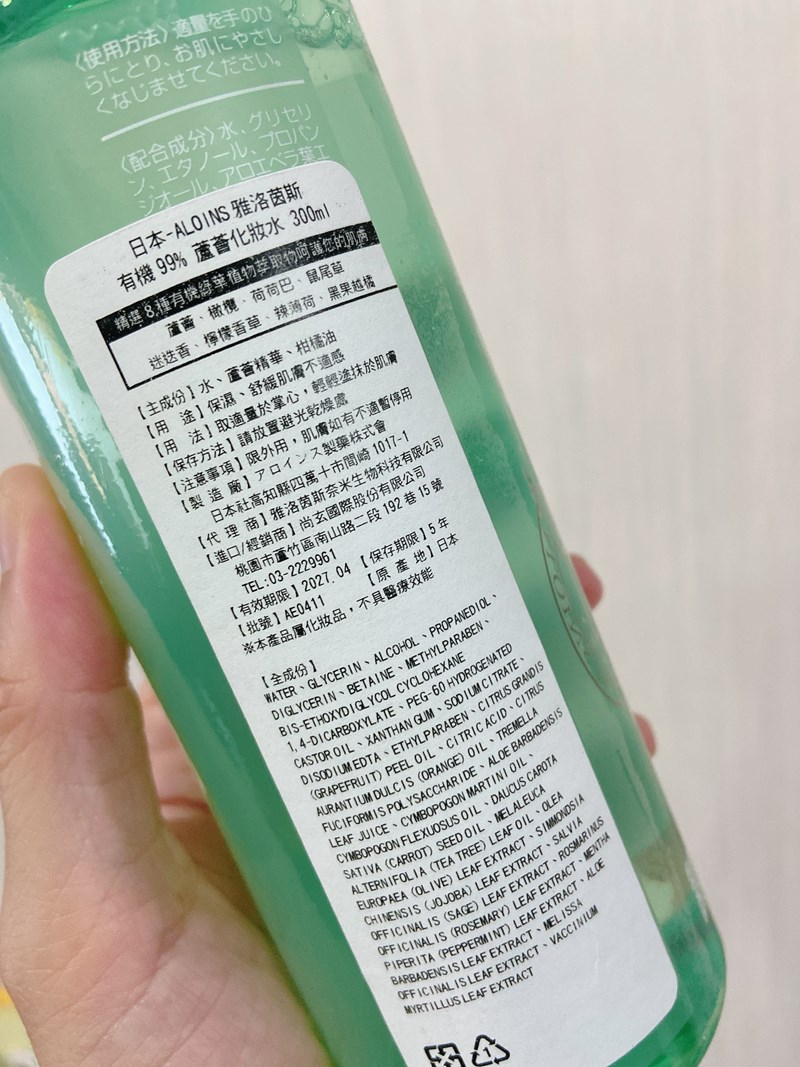 〈使用方法〉適量を手のひ
らにとり、お肌にやさし
くなじませてください。
〈配合成分〉水、グリセリ
ン、エタノール、プロパン
ジオール、アロエベラ葉エ
日本-ALOINS 雅洛茵斯
有機 99% 蘆薈化妝水 300ml
精選 8 種有機綠葉植物萃取物呵護您的肌膚
蘆薈、橄欖、荷荷巴、鼠尾草
迷迭香、檸檬香草、辣薄荷、黑果越橘
【主成份】水、蘆薈精華、柑橘油
【用 途】保濕、舒緩肌膚不適感
【用 法】取適量於掌心，輕輕塗抹於肌膚
【保存方法】請放置避光乾燥處
【注意事項】限外用，肌膚如有不適暫停用
【製 造 廠】アロインス製藥株式會
日本社高知縣四萬十市間崎 1017-1
【代 理 商】雅洛茵斯奈米生物科技有限公司
【進口/經銷商】尚玄國際股份有限公司
桃園市蘆竹區南山路二段 192 巷 15 號
TEL:03-2229961
【有效期限】2027.04 【保存期限】5 年
【批號】AE0411 【原 產 地】日本
※本產品屬化妝品，不具醫療效能
【全成份】
WATER、GLYCERIN、ALCOHOL、PROPANEDIOL、
DIGLYCERIN、BETAINE、METHYLPARABEN、
BIS-ETHOXYDIGLYCOL CYCLOHEXANE
1,4-DICARBOXYLATE、PEG-60 HYDROGENATED
CASTOR OIL、XANTHAN GUM、SODIUM CITRATE、
DISODIUM EDTA、ETHYLPARABEN、CITRUS GRANDIS
(GRAPEFRUIT) PEEL OIL、CITRIC ACID、CITRUS
AURANTIUM DULCIS (ORANGE) OIL、TREMELLA
FUCIFORMIS POLYSACCHARIDE、ALOE BARBADENSIS
LEAF JUICE、CYMBOPOGON MARTINI OIL、
CYMBOPOGON FLEXUOSUS OIL、DAUCUS CAROTA
SATIVA (CARROT) SEED OIL、MELALEUCA
ALTERNIFOLIA (TEA TREE) LEAF OIL、OLEA
EUROPAEA (OLIVE) LEAF EXTRACT、SIMMONDSIA
CHINENSIS (JOJOBA) LEAF EXTRACT、SALVIA
OFFICINALIS (SAGE) LEAF EXTRACT、ROSMARINUS
OFFICINALIS (ROSEMARY) LEAF EXTRACT、MENTHA
PIPERITA (PEPPERMINT) LEAF EXTRACT、ALOE
BARBADENSIS LEAF EXTRACT、MELISSA
OFFICINALIS LEAF EXTRACT、VACCINIUM
MYRTILLUS LEAF EXTRACT